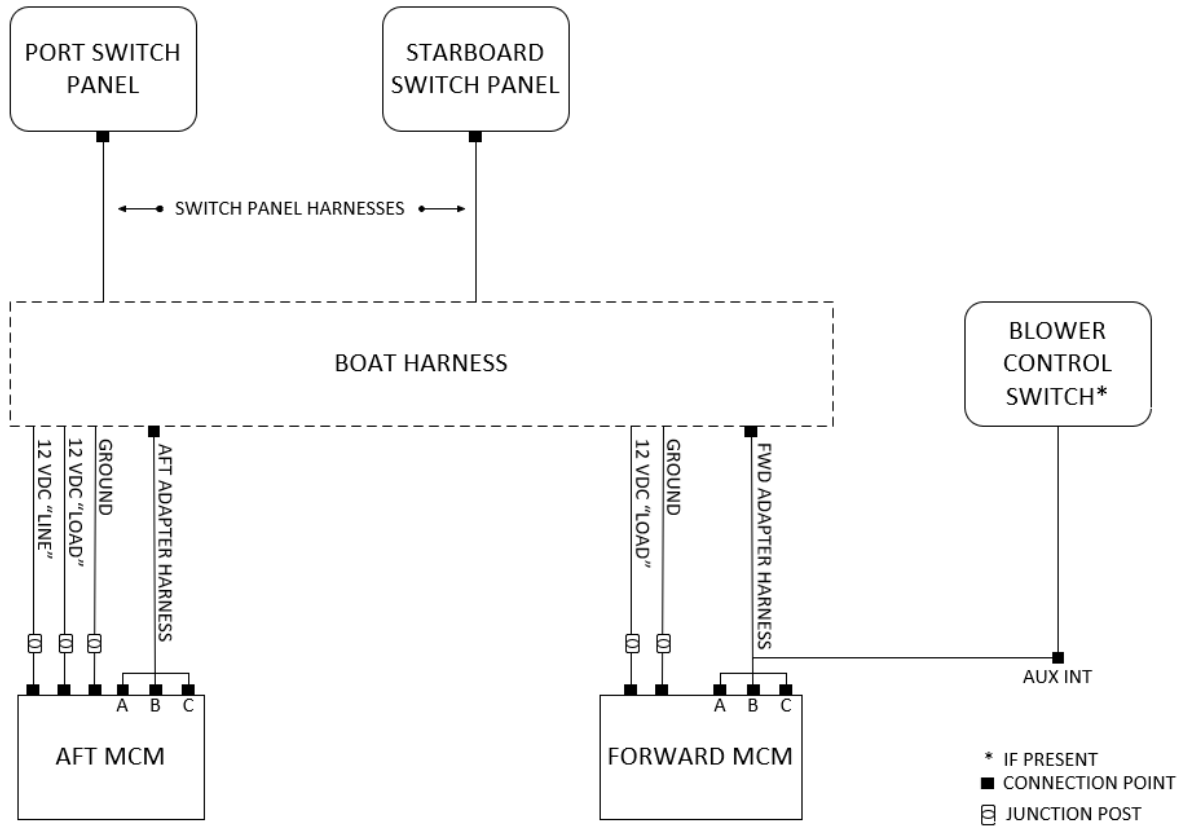 PORT SWITCH
PANEL
STARBOARD
SWITCH PANEL
SWITCH PANEL HARNESSES
BOAT HARNESS
BLOWER
CONTROL
SWITCH*
12 VDC “LINE”
12 VDC “LOAD”
GROUND
AFT ADAPTER HARNESS
12 VDC “LOAD”
GROUND
FWD ADAPTER HARNESS
AUX INT
A B C
A B C
AFT MCM
FORWARD MCM
* IF PRESENT
CONNECTION POINT
JUNCTION POST